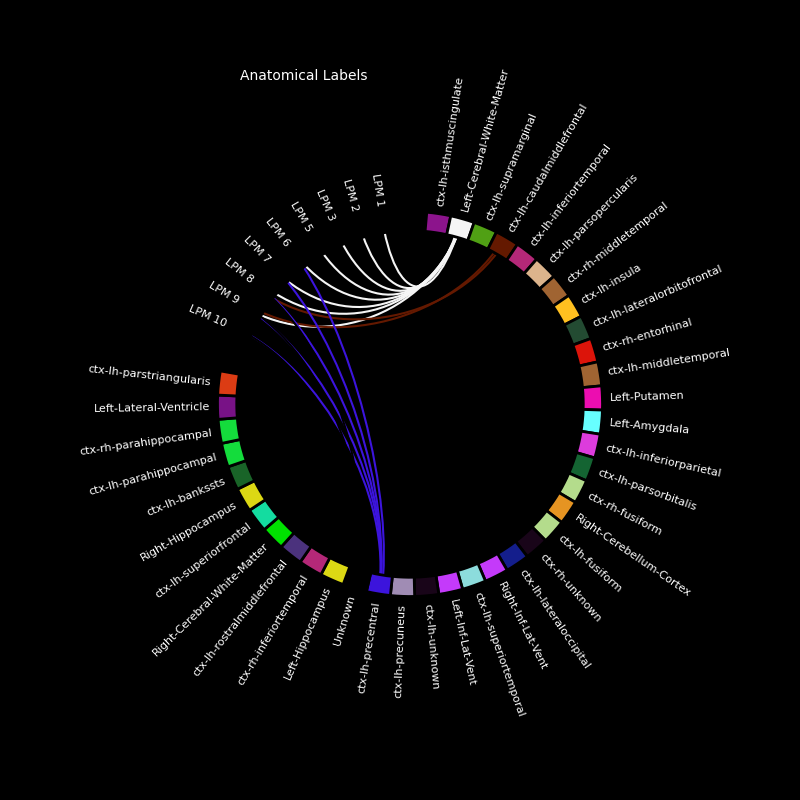 Anatomical Labels
LPM 1
LPM 2
LPM 3
LPM 5
LPM 6
LPM 7
LPM 8
LPM 9
LPM 10
ctx-lh-parstriangularis
Left-Lateral-Ventricle
ctx-rh-parahippocampal
ctx-lh-parahippocampal
ctx-lh-bankssts
Right-Hippocampus
ctx-lh-superiorfrontal
Right-Cerebral-White-Matter
ctx-lh-rostralmiddlefrontal
ctx-rh-inferiortemporal
Left-Hippocampus
Unknown
ctx-lh-precentral
ctx-lh-precuneus
ctx-lh-unknown
Left-Inf-Lat-Vent
ctx-lh-superiortemporal
Right-Inf-Lat-Vent
ctx-lh-lateraloccipital
ctx-rh-unknown
ctx-lh-fusiform
Right-Cerebellum-Cortex
ctx-rh-fusiform
ctx-lh-parsorbitalis
ctx-lh-inferiorparietal
Left-Amygdala
Left-Putamen
ctx-lh-middletemporal
ctx-rh-entorhinal
ctx-lh-lateralorbitofrontal
ctx-lh-insula
ctx-rh-middletemporal
ctx-lh-parsopercularis
ctx-lh-inferiortemporal
ctx-lh-caudalmiddlefrontal
ctx-lh-supramarginal
Left-Cerebral-White-Matter
ctx-lh-isthmuscingulate